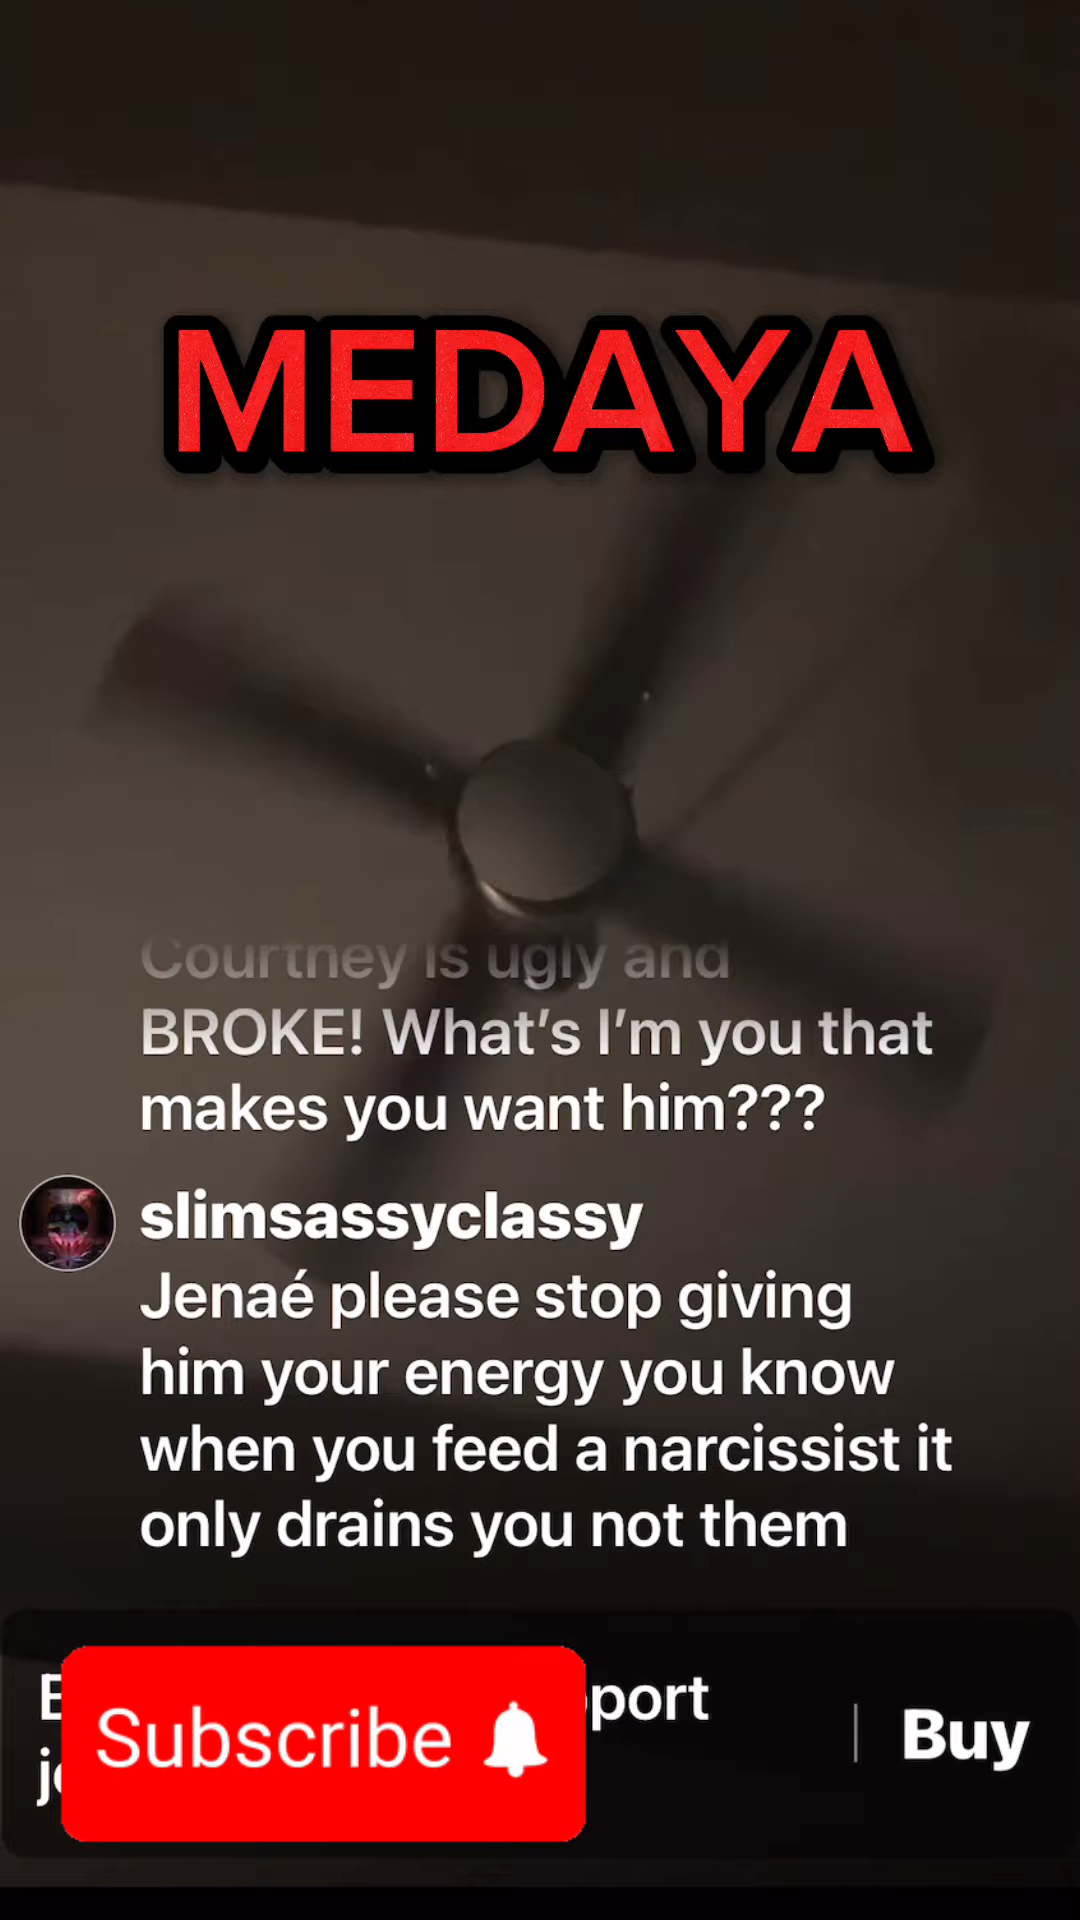 MEDAYA
Courtney is ugly and
BROKE! What's I'm you that
makes you want him???
slimsassyclassy
Jenaé please stop giving
him your energy you know
when you feed a narcissist it
only drains you not them
Subscribe
Buy